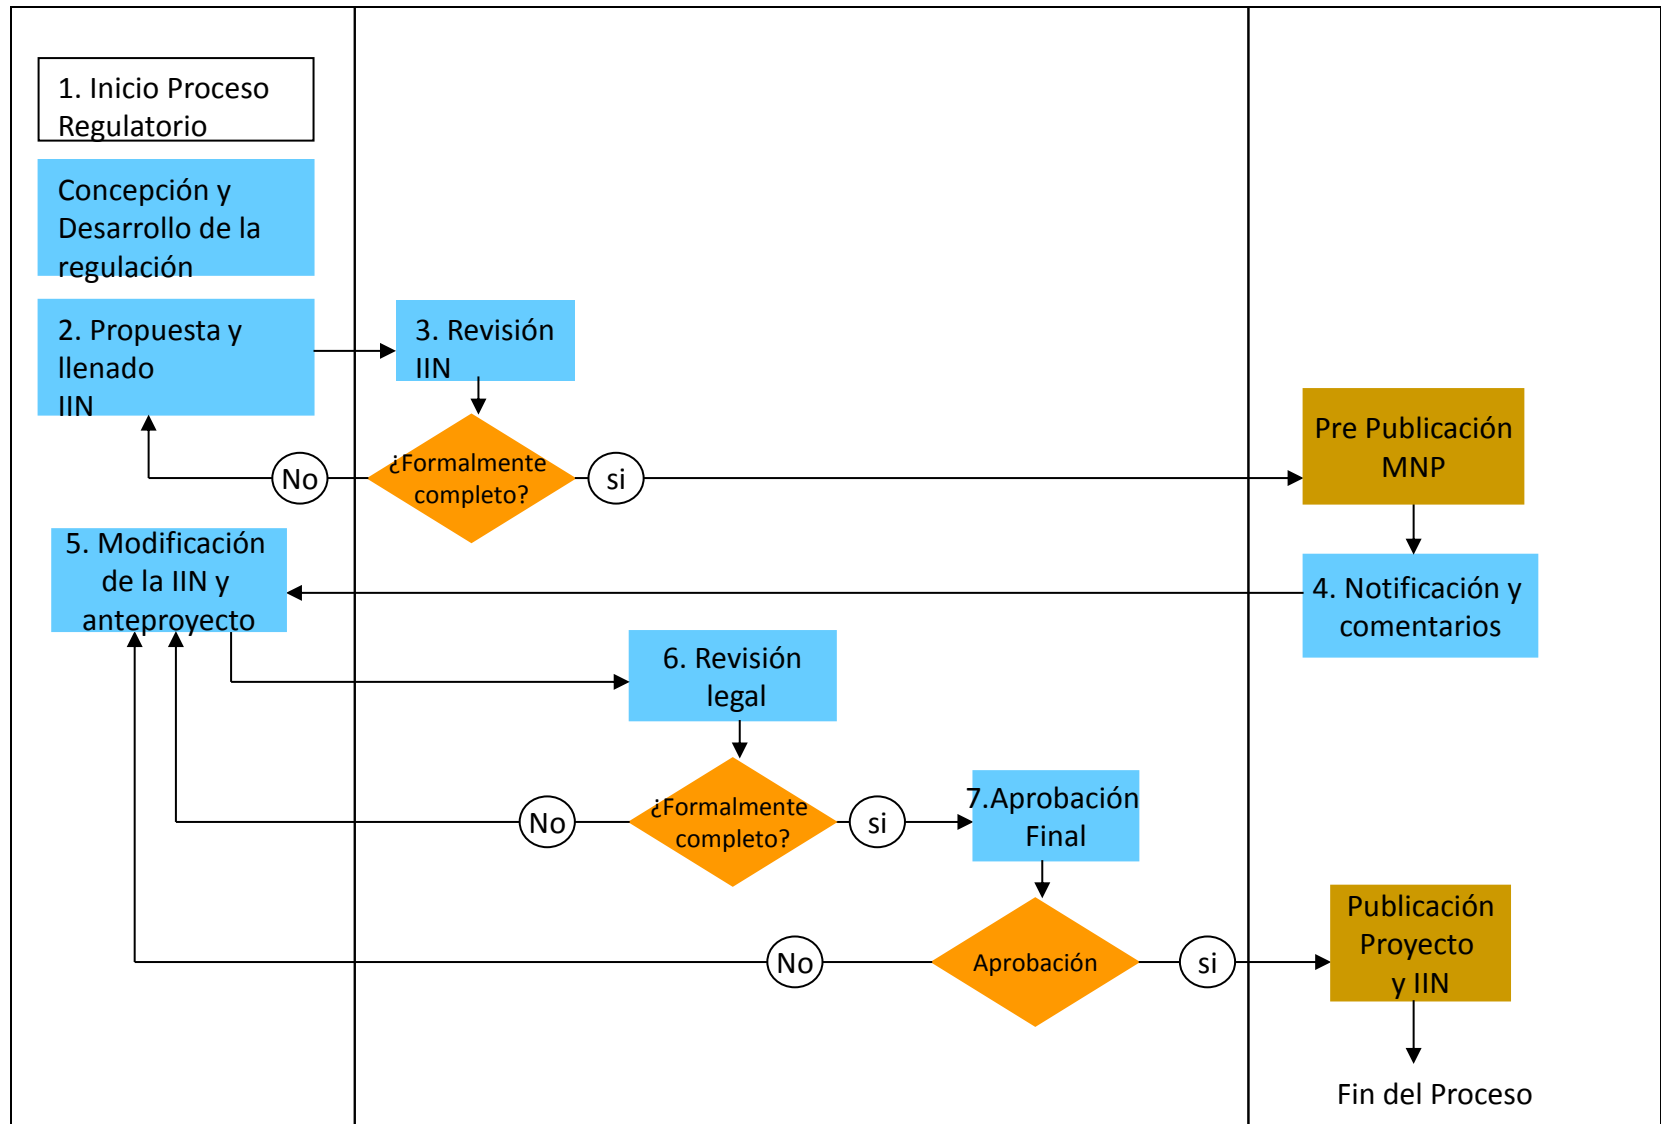 1. Inicio Proceso
Regulatorio
Concepción y
Desarrollo de la
regulación
2. Propuesta y
llenado
IIN
3. Revisión
IIN
¿Formalmente
completo?
No
si
Pre Publicación
MNP
4. Notificación y
comentarios
5. Modificación
de la IIN y
anteproyecto
6. Revisión
legal
¿Formalmente
completo?
No
si
7.Aprobación
Final
Aprobación
No
si
Publicación
Proyecto
y IIN
Fin del Proceso